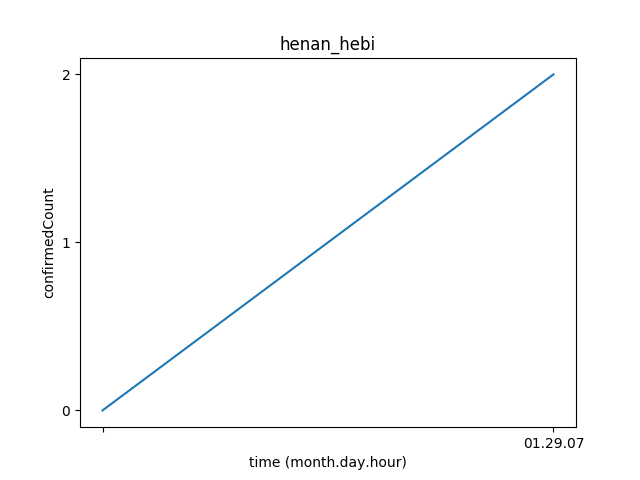 henan_hebi
confirmedCount
2
1
0
01.29.07
time (month.day.hour)